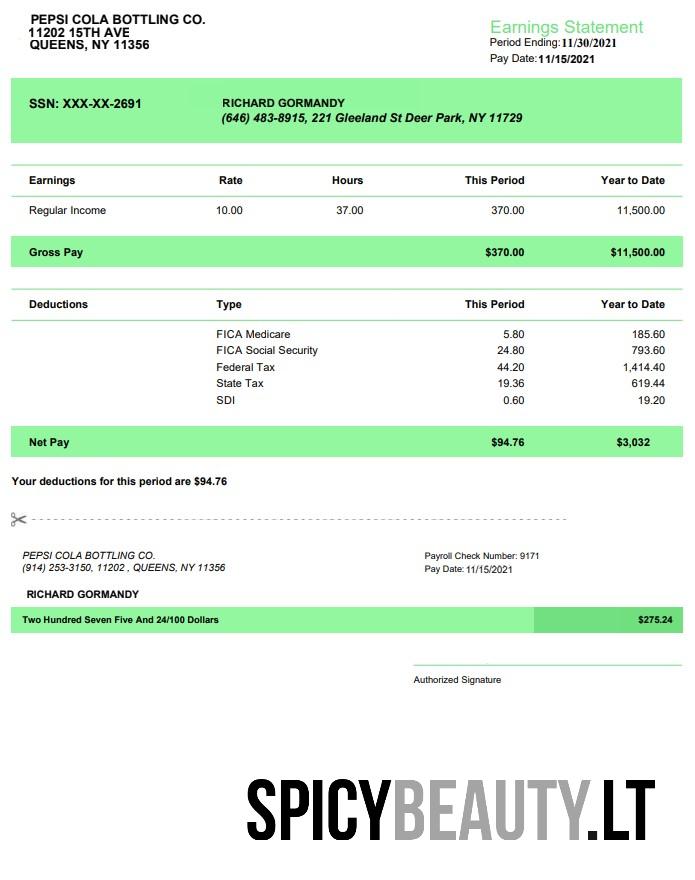 PEPSI COLA BOTTLING CO.
11202 15TH AVE
QUEENS, NY 11356
Earnings Statement
Period Ending: 11/30/2021
Pay Date: 11/15/2021
SSN: XXX-XX-2691
RICHARD GORMANDY
(646) 483-8915, 221 Gleeland St Deer Park, NY 11729
Earnings Rate Hours This Period Year to Date
Regular Income 10.00 37.00 370.00 11,500.00
Gross Pay $370.00 $11,500.00
Deductions Type This Period Year to Date
FICA Medicare 5.80 185.60
FICA Social Security 24.80 793.60
Federal Tax 44.20 1,414.40
State Tax 19.36 619.44
SDI 0.60 19.20
Net Pay $94.76 $3,032
Your deductions for this period are $94.76
PEPSI COLA BOTTLING CO.
(914) 253-3150, 11202 , QUEENS, NY 11356
Payroll Check Number: 9171
Pay Date: 11/15/2021
RICHARD GORMANDY
Two Hundred Seven Five And 24/100 Dollars $275.24
Authorized Signature
SPICYBEAUTY.LT